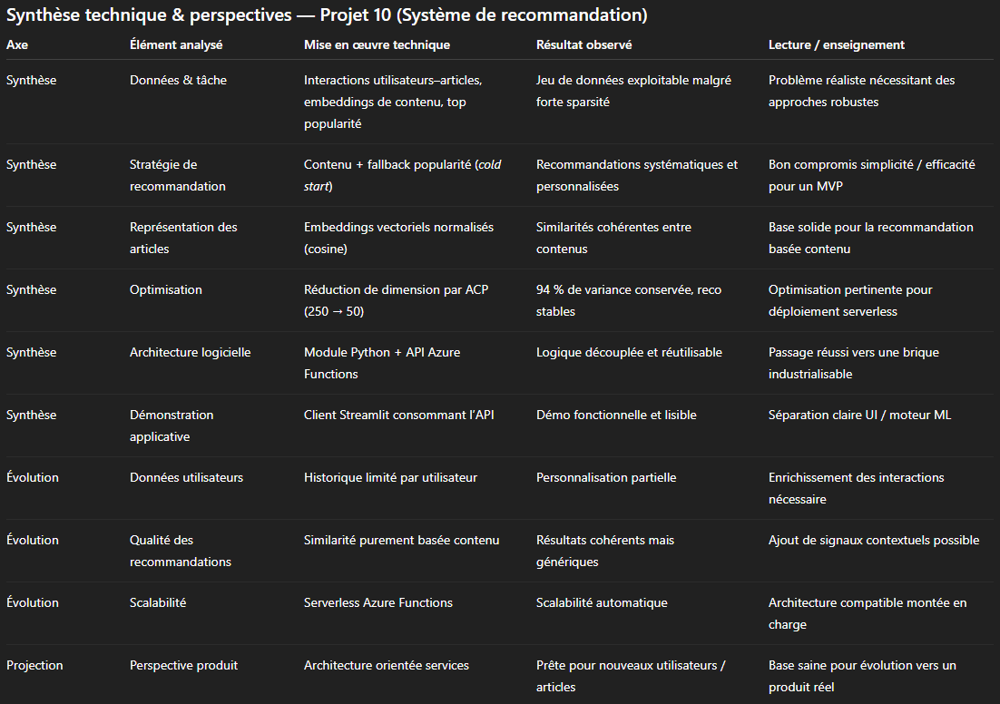 Synthèse technique & perspectives — Projet 10 (Système de recommandation)
Axe Élément analysé Mise en œuvre technique Résultat observé Lecture / enseignement
Synthèse Données & tâche Interactions utilisateurs–articles, Jeu de données exploitable malgré Problème réaliste nécessitant des
embeddings de contenu, top forte sparsité approches robustes
popularité
Synthèse Stratégie de Contenu + fallback popularité (cold Recommandations systématiques et Bon compromis simplicité / efficacité
recommandation start) personnalisées pour un MVP
Synthèse Représentation des Embeddings vectoriels normalisés Similarités cohérentes entre Base solide pour la recommandation
articles (cosine) contenus basée contenu
Synthèse Optimisation Réduction de dimension par ACP 94 % de variance conservée, reco Optimisation pertinente pour
(250 → 50) stables déploiement serverless
Synthèse Architecture logicielle Module Python + API Azure Logique découplée et réutilisable Passage réussi vers une brique
Functions industrialisable
Synthèse Démonstration Client Streamlit consommant l’API Démo fonctionnelle et lisible Séparation claire UI / moteur ML
applicative
Évolution Données utilisateurs Historique limité par utilisateur Personnalisation partielle Enrichissement des interactions
nécessaire
Évolution Qualité des Similarité purement basée contenu Résultats cohérents mais Ajout de signaux contextuels possible
recommandations génériques
Évolution Scalabilité Serverless Azure Functions Scalabilité automatique Architecture compatible montée en
charge
Projection Perspective produit Architecture orientée services Prête pour nouveaux utilisateurs / Base saine pour évolution vers un
articles produit réel